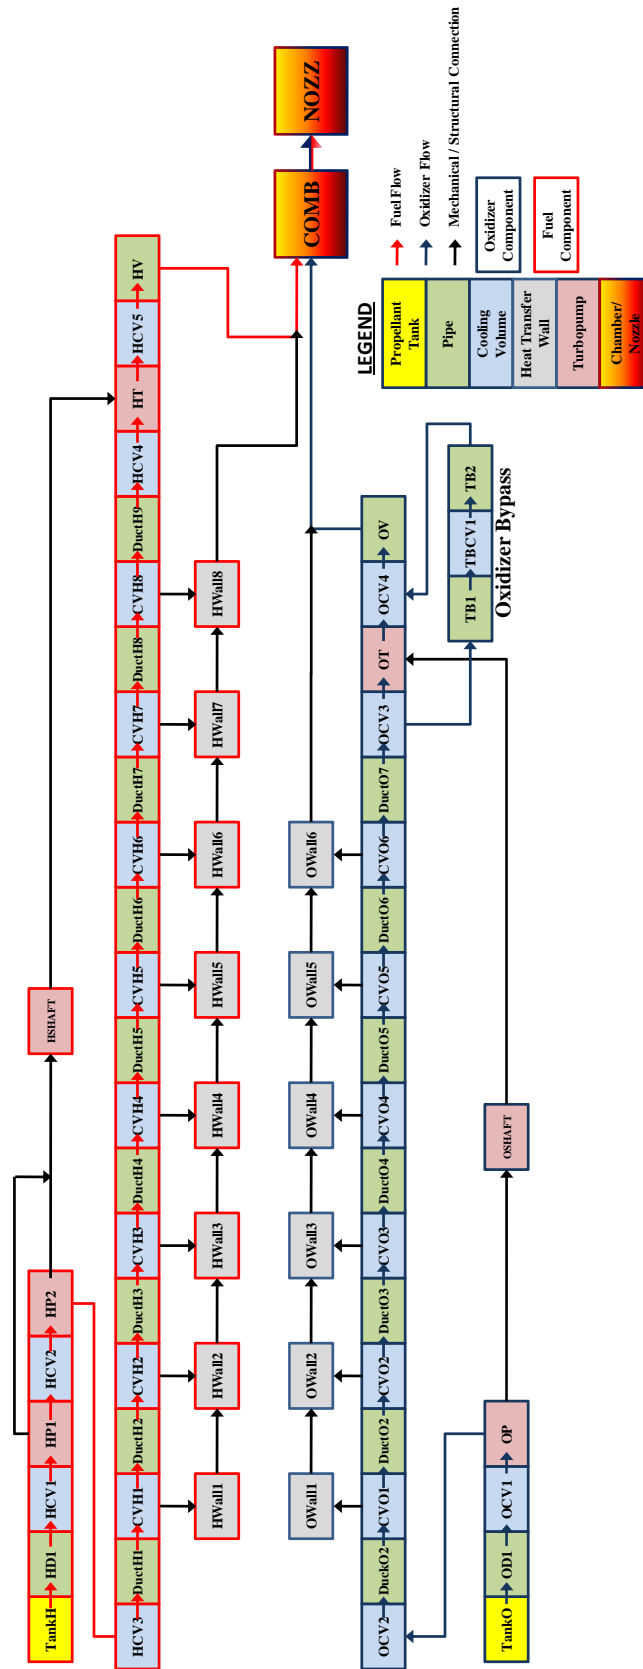 TankH
HD1
HCV1
HP1
HCV2
HP2
HSHAFT
HCV3
DuctH1
CVH1
DuctH2
CVH2
DuctH3
CVH3
DuctH4
CVH4
DuctH5
CVH5
DuctH6
CVH6
DuctH7
CVH7
DuctH8
CVH8
DuctH9
HCV4
HT
HCV5
HV
HWall1
HWall2
HWall3
HWall4
HWall5
HWall6
HWall7
HWall8
COMB
NOZZ
OWall1
OWall2
OWall3
OWall4
OWall5
OWall6
OCV2
DuckO2
CVO1
DuctO2
CVO2
DuctO3
CVO3
DuctO4
CVO4
DuctO5
CVO5
DuctO6
CVO6
DuctO7
OCV3
OT
OCV4
OV
TB1
TBCV1
TB2
Oxidizer Bypass
TankO
OD1
OCV1
OP
OSHAFT
LEGEND
Propellant
Tank
Pipe
Cooling
Volume
Heat Transfer
Wall
Turbopump
Chamber/
Nozzle
Fuel Flow
Oxidizer Flow
Mechanical / Structural Connection
Oxidizer
Component
Fuel
Component